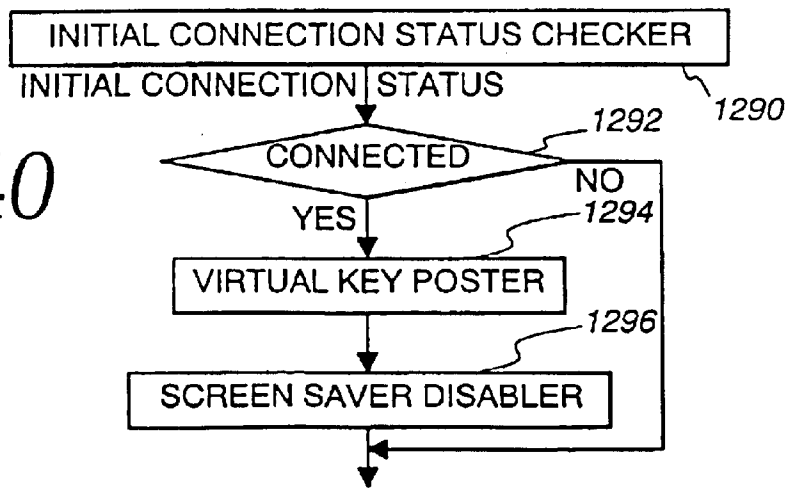 INITIAL CONNECTION STATUS CHECKER
INITIAL CONNECTION STATUS
1290
1292
CONNECTED
NO
40
YES
1294
VIRTUAL KEY POSTER
1296
SCREEN SAVER DISABLER